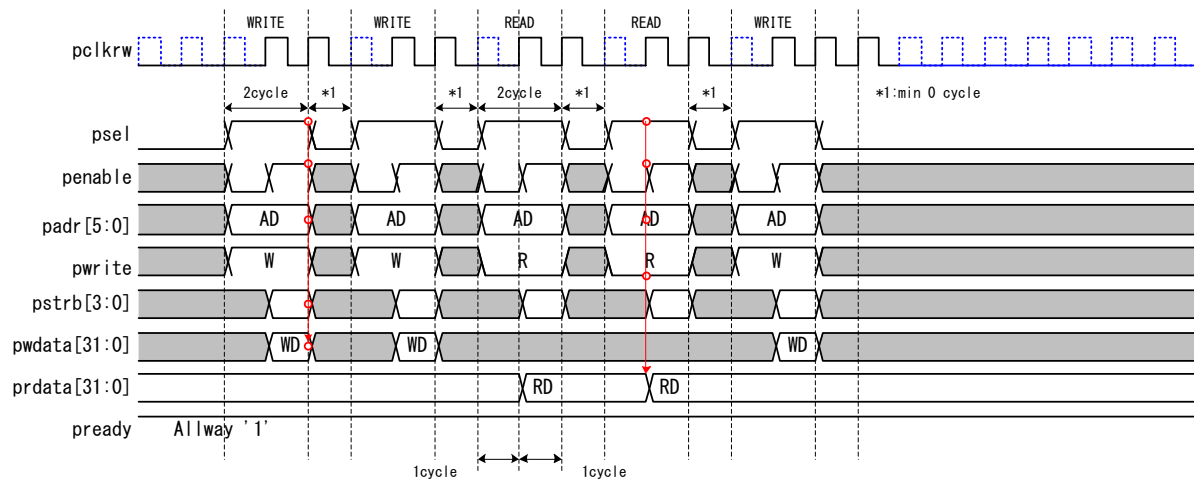 WRITE WRITE READ READ WRITE
pclkrw
2cycle *1 *1 2cycle *1 *1 *1:min 0 cycle
psel
penable
padr[5:0] AD AD AD AD AD
pwrite W W R R W
pstrb[3:0]
pwdata[31:0] WD WD WD
prdata[31:0] RD RD
pready Allway '1'
1cycle 1cycle